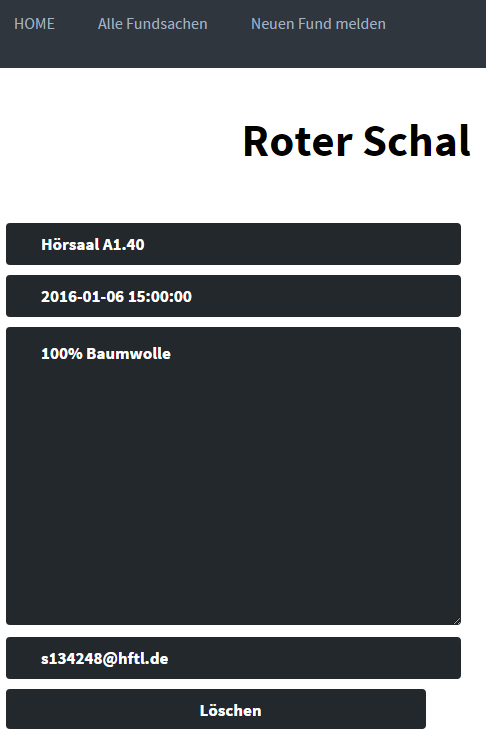 HOME Alle Fundsachen Neuen Fund melden
Roter Schal
Hörsaal A1.40
2016-01-06 15:00:00
100% Baumwolle
s134248@hftl.de
Löschen